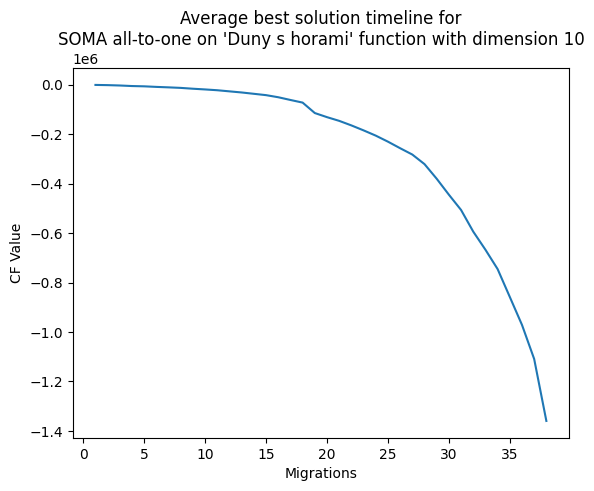 Average best solution timeline for
SOMA all-to-one on 'Duny s horami' function with dimension 10
1e6
0.0
−0.2
−0.4
−0.6
−0.8
−1.0
−1.2
−1.4
CF Value
0 5 10 15 20 25 30 35
Migrations